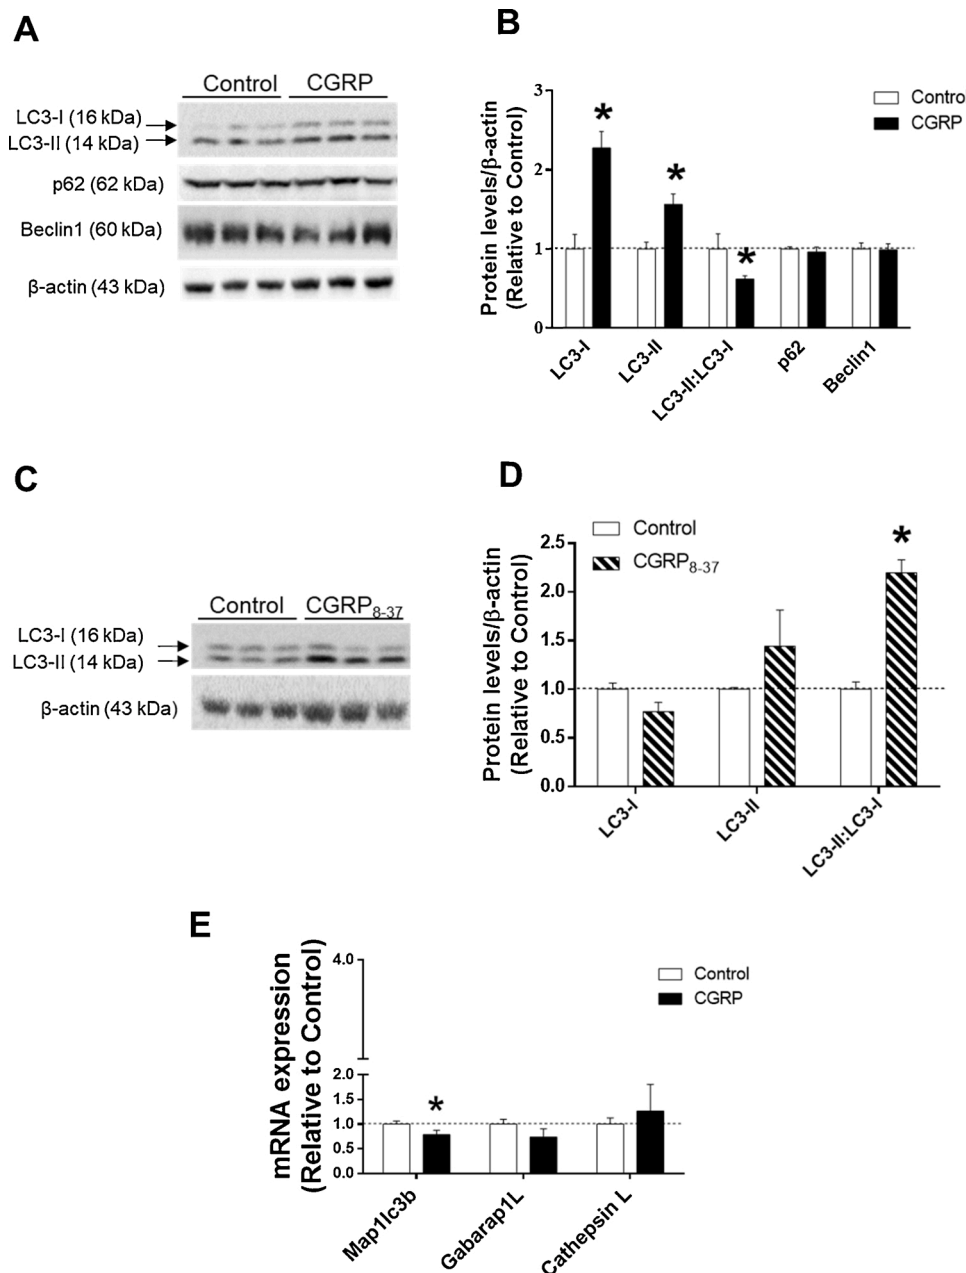 A
Control CGRP
LC3-I (16 kDa)
LC3-II (14 kDa)
p62 (62 kDa)
Beclin1 (60 kDa)
β-actin (43 kDa)
B
Protein levels/β-actin
(Relative to Control)
3
2
1
0
*
*
*
Contro
CGRP
LC3-I
LC3-II
LC3-II:LC3-I
p62
Beclin1
C
Control CGRP8-37
LC3-I (16 kDa)
LC3-II (14 kDa)
β-actin (43 kDa)
D
Protein levels/β-actin
(Relative to Control)
2.5
2.0
1.5
1.0
0.5
0.0
Control
CGRP8-37
*
LC3-I
LC3-II
LC3-II:LC3-I
E
mRNA expression
(Relative to Control)
4.0
2.0
1.5
1.0
0.5
0.0
*
Control
CGRP
Map1lc3b
Gabarap1L
Cathepsin L